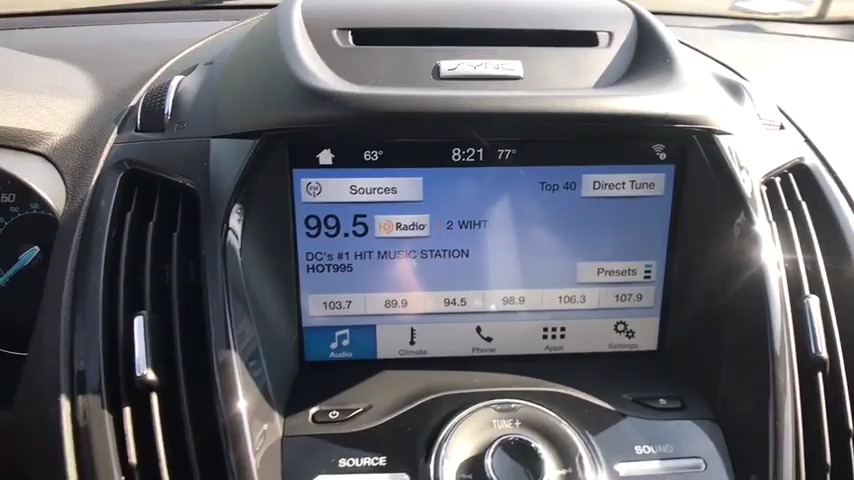 SYNC
63° 8:21 77°
FM Sources Top 40 Direct Tune
99.5 HD Radio 2 WIHT
DC's #1 HIT MUSIC STATION
HOT995
Presets
103.7 89.9 94.5 98.9 106.3 107.9
Audio Climate Phone Apps Settings
TUNE+
SOURCE SOUND
60